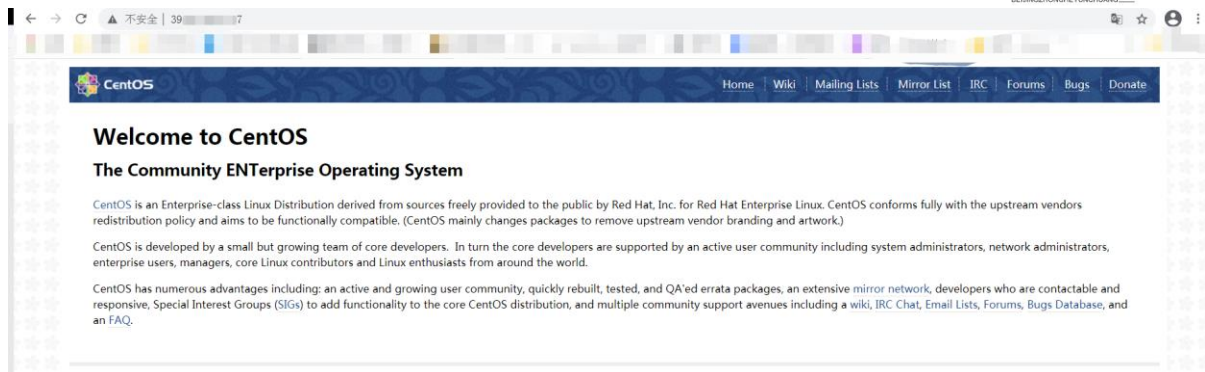 不安全 | 39 7
CentOS
Home Wiki Mailing Lists Mirror List IRC Forums Bugs Donate
Welcome to CentOS
The Community ENTerprise Operating System
CentOS is an Enterprise-class Linux Distribution derived from sources freely provided to the public by Red Hat, Inc. for Red Hat Enterprise Linux. CentOS conforms fully with the upstream vendors
redistribution policy and aims to be functionally compatible. (CentOS mainly changes packages to remove upstream vendor branding and artwork.)
CentOS is developed by a small but growing team of core developers. In turn the core developers are supported by an active user community including system administrators, network administrators,
enterprise users, managers, core Linux contributors and Linux enthusiasts from around the world.
CentOS has numerous advantages including: an active and growing user community, quickly rebuilt, tested, and QA'ed errata packages, an extensive mirror network, developers who are contactable and
responsive, Special Interest Groups (SIGs) to add functionality to the core CentOS distribution, and multiple community support avenues including a wiki, IRC Chat, Email Lists, Forums, Bugs Database, and
an FAQ.